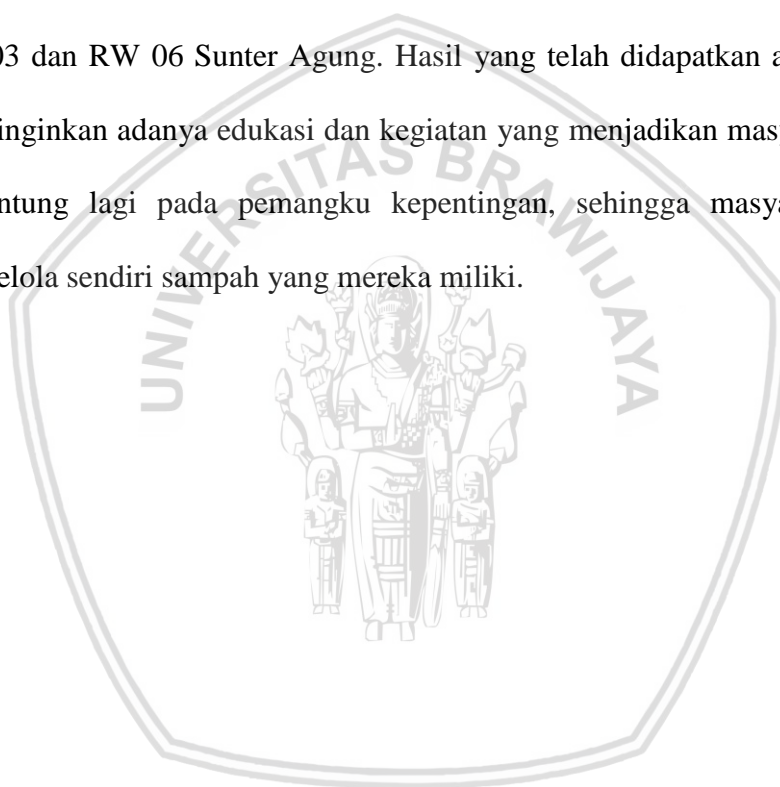 03 dan RW 06 Sunter Agung. Hasil yang telah didapatkan a
inginkan adanya edukasi dan kegiatan yang menjadikan masy
ntung lagi pada pemangku kepentingan, sehingga masya
elola sendiri sampah yang mereka miliki.
UNIVERSITAS BRAWIJAYA